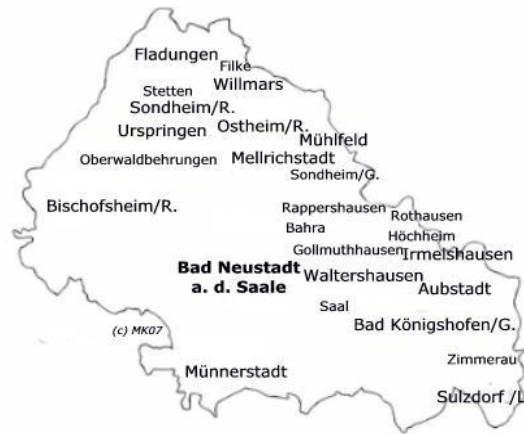 Fladungen
Filke
Willmars
Stetten
Sondheim/R.
Ostheim/R.
Urspringen
Mühlfeld
Oberwaldbehrungen
Mellrichstadt
Sondheim/G.
Bischofsheim/R.
Rappershausen
Rothausen
Bahra
Höchheim
Gollmuthhausen
Irmelshausen
Bad Neustadt
a. d. Saale
Waltershausen
Aubstadt
Saal
Bad Königshofen/G.
(c) MK07
Zimmerau
Münnerstadt
Sulzdorf /L